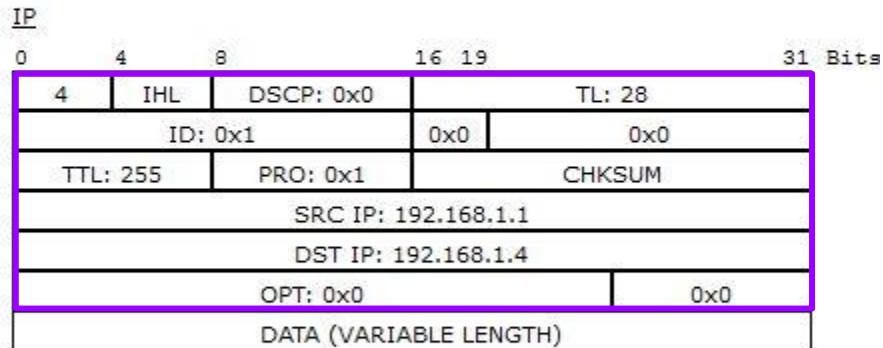 IP
0 4 8 16 19 31 Bits
4 IHL DSCP: 0x0 TL: 28
ID: 0x1 0x0 0x0
TTL: 255 PRO: 0x1 CHKSUM
SRC IP: 192.168.1.1
DST IP: 192.168.1.4
OPT: 0x0 0x0
DATA (VARIABLE LENGTH)